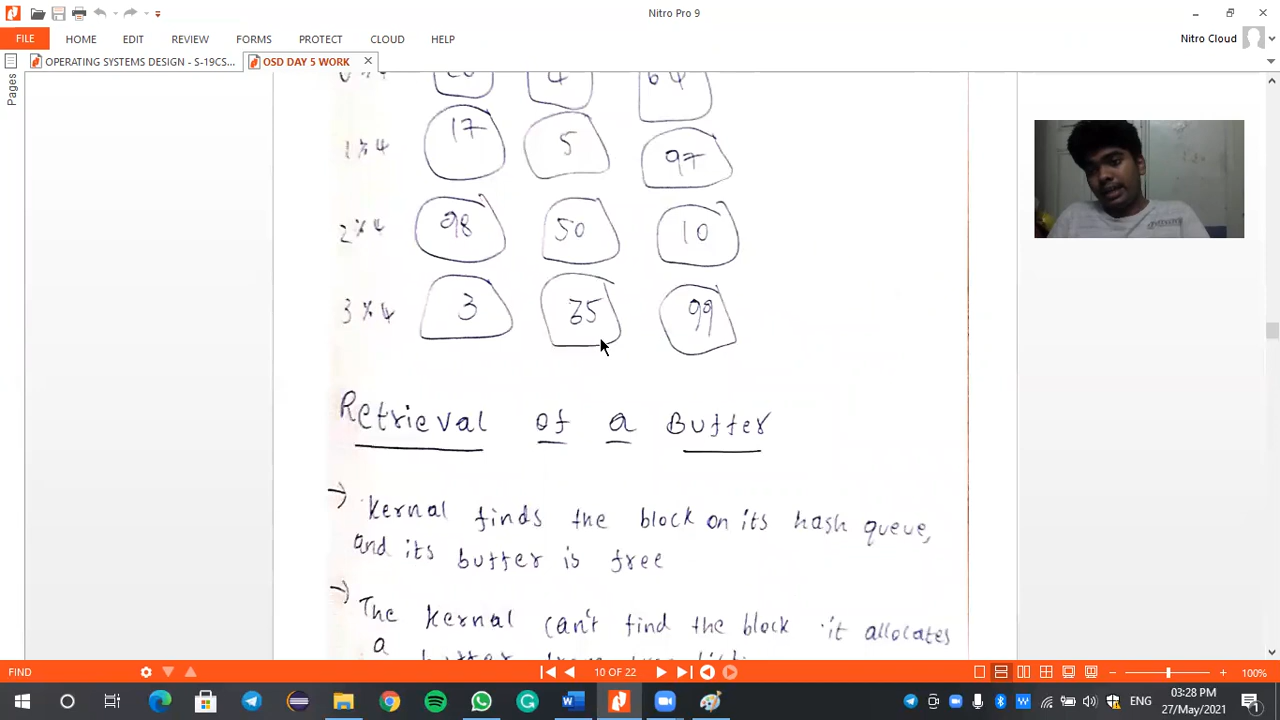 Nitro Pro 9
FILE HOME EDIT REVIEW FORMS PROTECT CLOUD HELP
Nitro Cloud
OPERATING SYSTEMS DESIGN - S-19CS...
OSD DAY 5 WORK
Pages
4 64
1%4 17 5 97
2%4 98 50 10
3%4 3 35 99
Retrieval of a Buffer
→ Kernal finds the block on its hash queue,
and its buffer is free
→ The Kernal can't find the block it allocates
a buffer
FIND
10 OF 22
100%
ENG
03:28 PM
27/May/2021